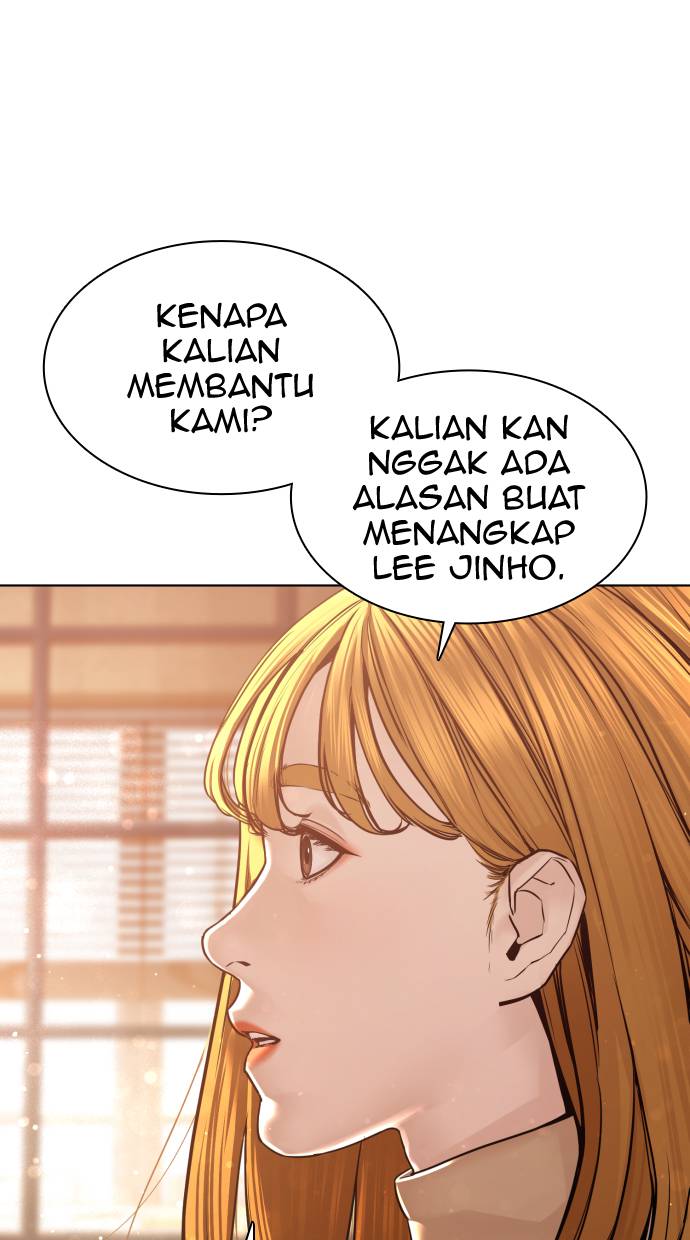 KENAPA
KALIAN
MEMBANTU
KAMI?
KALIAN KAN
NGGAK ADA
ALASAN BUAT
MENANGKAP
LEE JINHO.